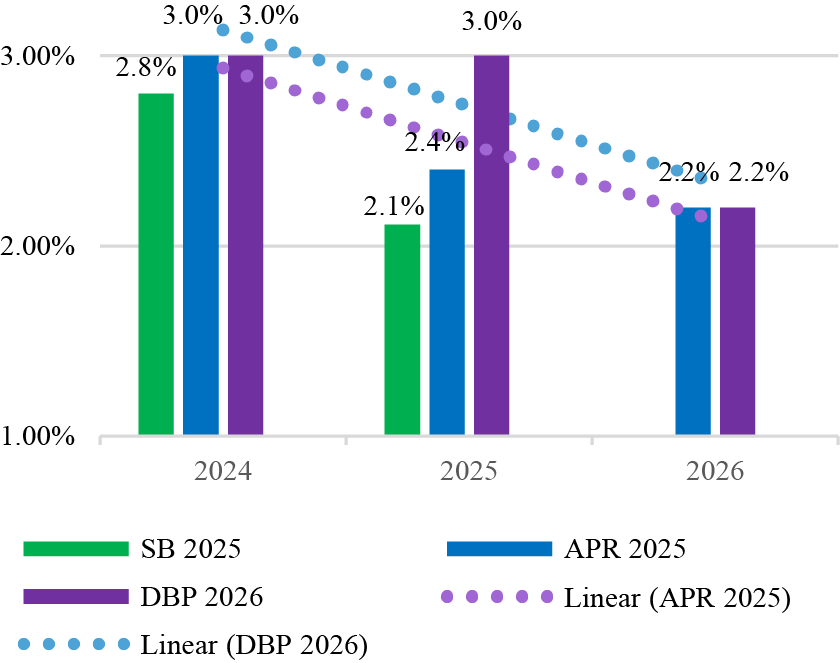 3.0% 3.0% 3.0%
3.00%
2.8%
2.4%
2.2% 2.2%
2.1%
2.00%
1.00%
2024 2025 2026
SB 2025 APR 2025
DBP 2026 Linear (APR 2025)
Linear (DBP 2026)